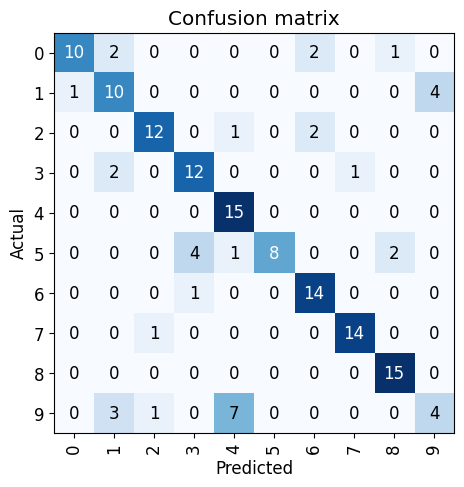 Confusion matrix
0 10 2 0 0 0 0 2 0 1 0
1 1 10 0 0 0 0 0 0 0 4
2 0 0 12 0 1 0 2 0 0 0
3 0 2 0 12 0 0 0 1 0 0
4 0 0 0 0 15 0 0 0 0 0
Actual
5 0 0 0 4 1 8 0 0 2 0
6 0 0 0 1 0 0 14 0 0 0
7 0 0 1 0 0 0 0 14 0 0
8 0 0 0 0 0 0 0 0 15 0
9 0 3 1 0 7 0 0 0 0 4
0 1 2 3 4 5 6 7 8 9
Predicted